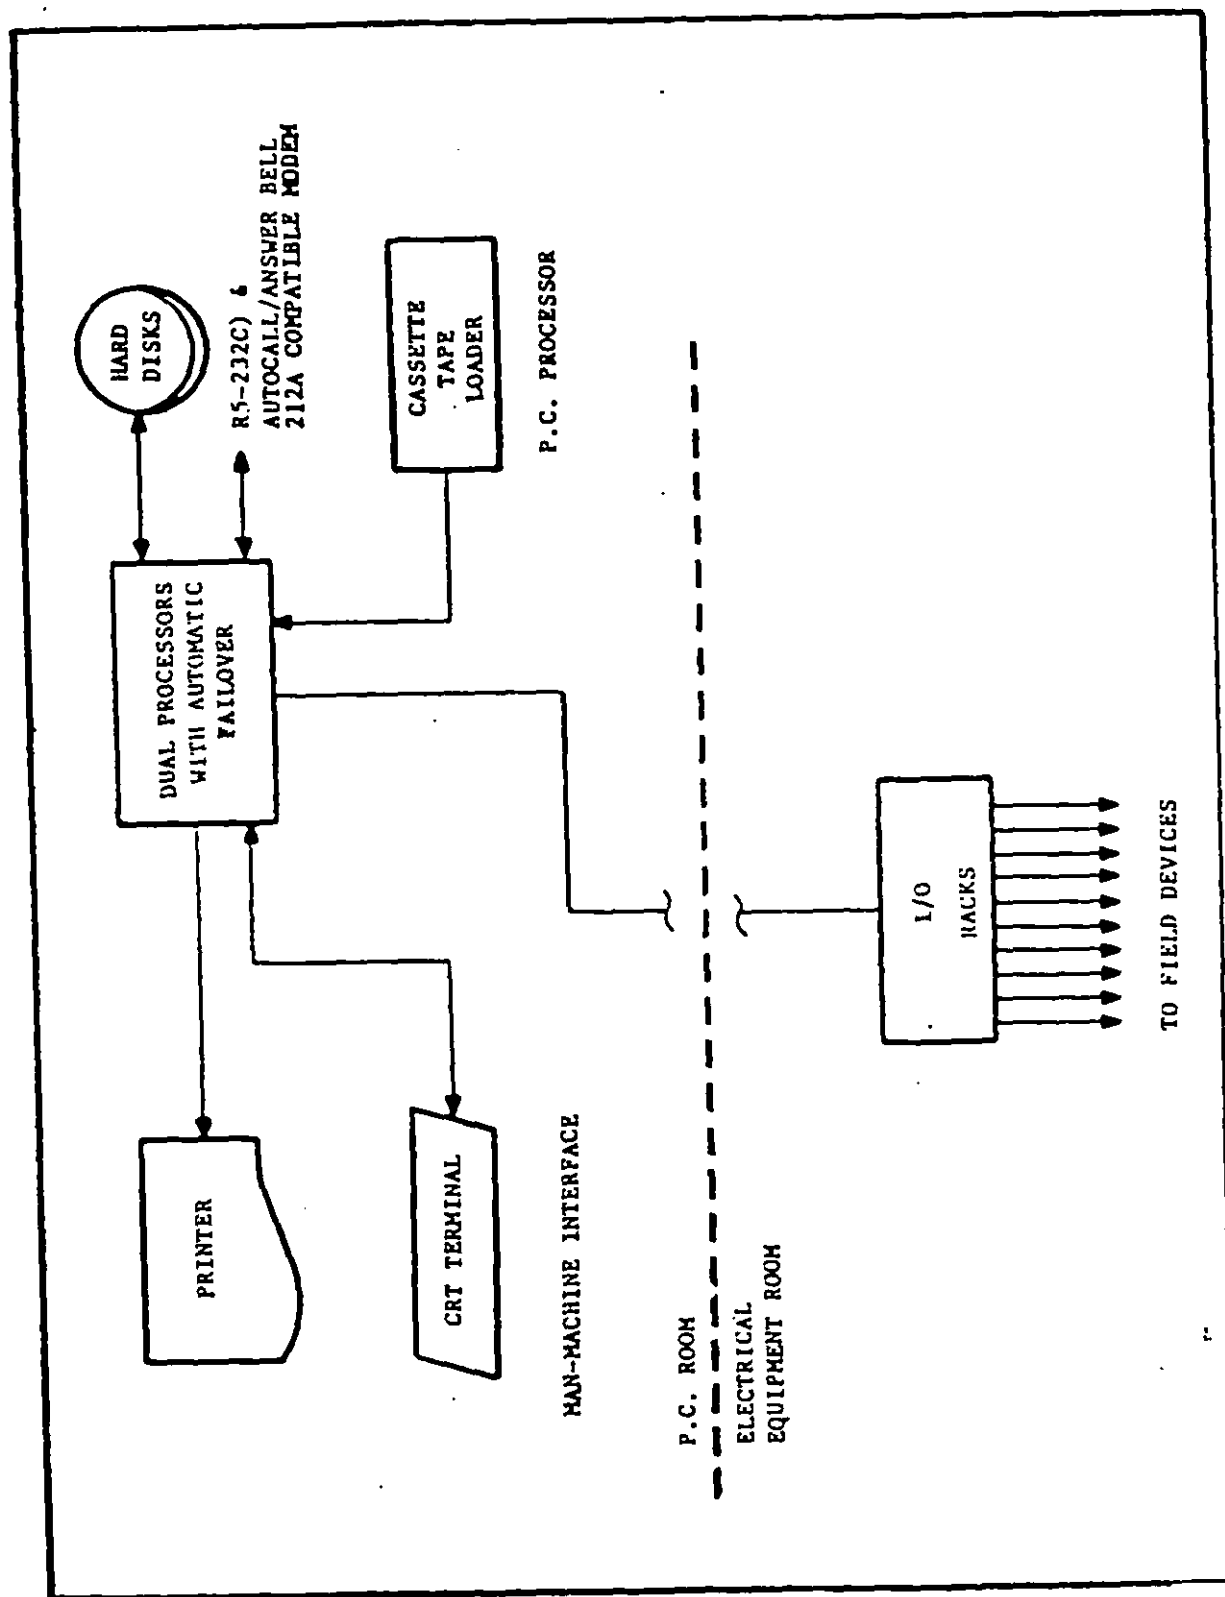 HARD
DISKS
RS-232C) &
AUTOCALL/ANSWER BELL
212A COMPATIBLE MODEM
DUAL PROCESSORS
WITH AUTOMATIC
FAILOVER
PRINTER
CASSETTE
TAPE
LOADER
CRT TERMINAL
P.C. PROCESSOR
MAN-MACHINE INTERFACE
P.C. ROOM
ELECTRICAL
EQUIPMENT ROOM
I/O
RACKS
TO FIELD DEVICES